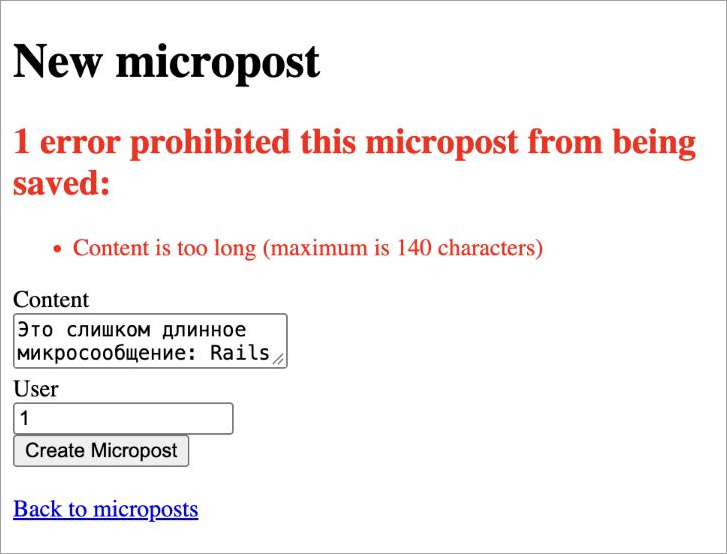 New micropost
1 error prohibited this micropost from being
saved:
• Content is too long (maximum is 140 characters)
Content
Это слишком длинное
микросообщение: Rails
User
1
Create Micropost
Back to microposts